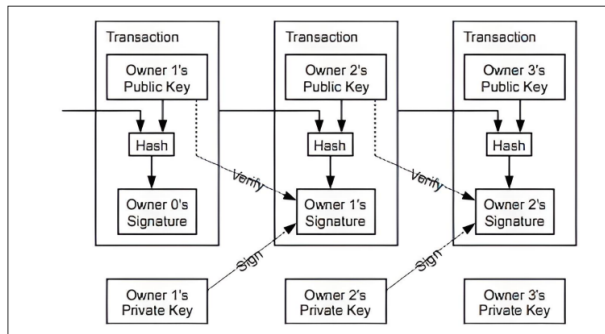 Transaction
Owner 1's
Public Key
Hash
Owner 0's
Signature
Transaction
Owner 2's
Public Key
Hash
Verify
Owner 1's
Signature
Transaction
Owner 3's
Public Key
Hash
Verify
Owner 2's
Signature
Sign
Sign
Owner 1's
Private Key
Owner 2's
Private Key
Owner 3's
Private Key